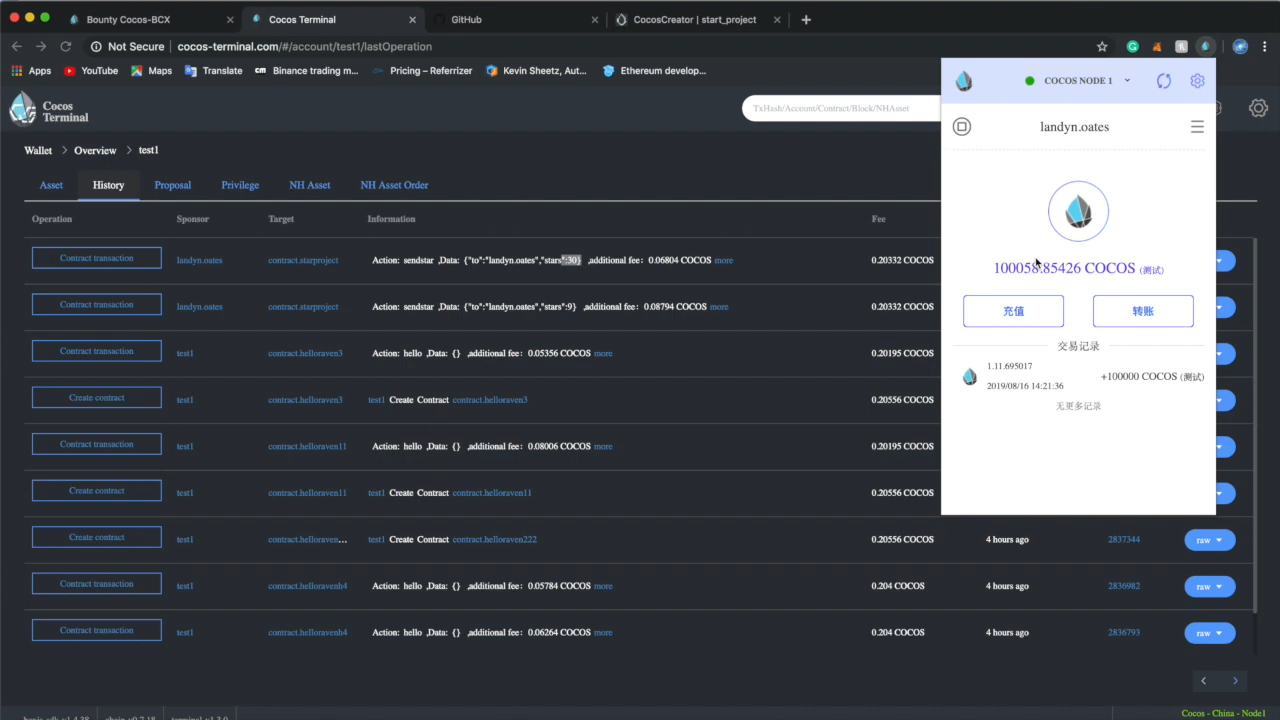 Bounty Cocos-BCX
Cocos Terminal
GitHub
CocosCreator | start_project
Not Secure
cocos-terminal.com/#/account/test1/lastOperation
Apps
YouTube
Maps
Translate
Binance trading m...
Pricing – Referrizer
Kevin Sheetz, Aut...
Ethereum develop...
Cocos
Terminal
TxHash/Account/Contract/Block/NHAsset
Wallet > Overview > test1
Asset History Proposal Privilege NH Asset NH Asset Order
Operation Sponsor Target Information Fee
Contract transaction landyn.oates contract.starproject Action: sendstar ,Data: {"to":"landyn.oates","stars":30} ,additional fee: 0.06804 COCOS more 0.20332 COCOS
Contract transaction landyn.oates contract.starproject Action: sendstar ,Data: {"to":"landyn.oates","stars":9} ,additional fee: 0.08794 COCOS more 0.20332 COCOS
Contract transaction test1 contract.helloraven3 Action: hello ,Data: {} ,additional fee: 0.05356 COCOS more 0.20195 COCOS
Create contract test1 contract.helloraven3 test1 Create Contract contract.helloraven3 0.20556 COCOS
Contract transaction test1 contract.helloraven11 Action: hello ,Data: {} ,additional fee: 0.08006 COCOS more 0.20195 COCOS
Create contract test1 contract.helloraven11 test1 Create Contract contract.helloraven11 0.20556 COCOS
Create contract test1 contract.helloraven... test1 Create Contract contract.helloraven222 0.20556 COCOS 4 hours ago 2837344 raw
Contract transaction test1 contract.helloravenh4 Action: hello ,Data: {} ,additional fee: 0.05784 COCOS more 0.204 COCOS 4 hours ago 2836982 raw
Contract transaction test1 contract.helloravenh4 Action: hello ,Data: {} ,additional fee: 0.06264 COCOS more 0.204 COCOS 4 hours ago 2836793 raw
COCOS NODE 1
landyn.oates
100058.85426 COCOS (测试)
充值
转账
交易记录
1.11.695017
2019/08/16 14:21:36
+100000 COCOS (测试)
无更多记录
Cocos - China - Node1